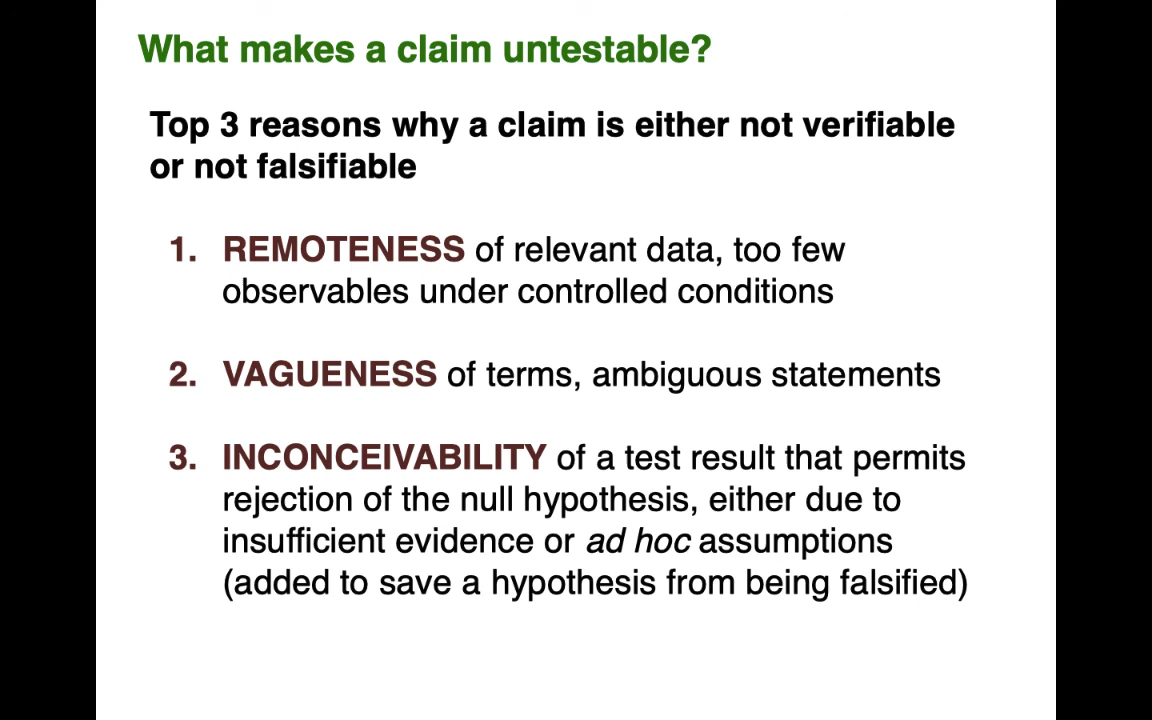 What makes a claim untestable?
Top 3 reasons why a claim is either not verifiable
or not falsifiable
1. REMOTENESS of relevant data, too few
observables under controlled conditions
2. VAGUENESS of terms, ambiguous statements
3. INCONCEIVABILITY of a test result that permits
rejection of the null hypothesis, either due to
insufficient evidence or ad hoc assumptions
(added to save a hypothesis from being falsified)